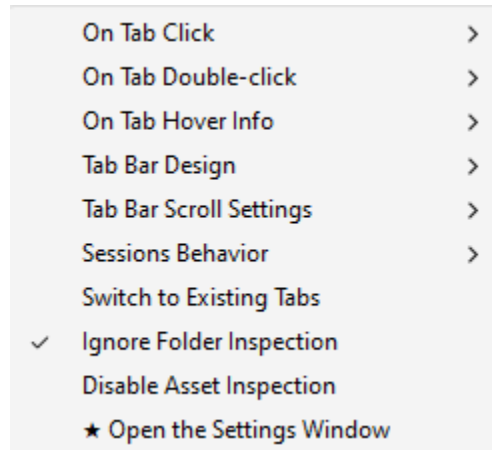 On Tab Click
On Tab Double-click
On Tab Hover Info
Tab Bar Design
Tab Bar Scroll Settings
Sessions Behavior
Switch to Existing Tabs
Ignore Folder Inspection
Disable Asset Inspection
★ Open the Settings Window